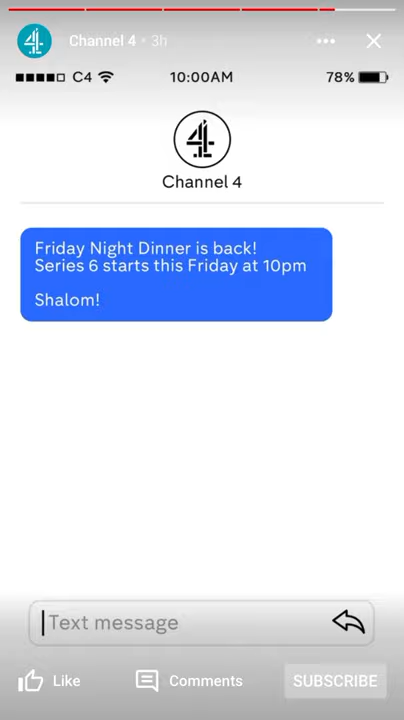 Channel 4 • 3h
C4 10:00AM 78%
Channel 4
Friday Night Dinner is back!
Series 6 starts this Friday at 10pm
Shalom!
Text message
Like Comments SUBSCRIBE